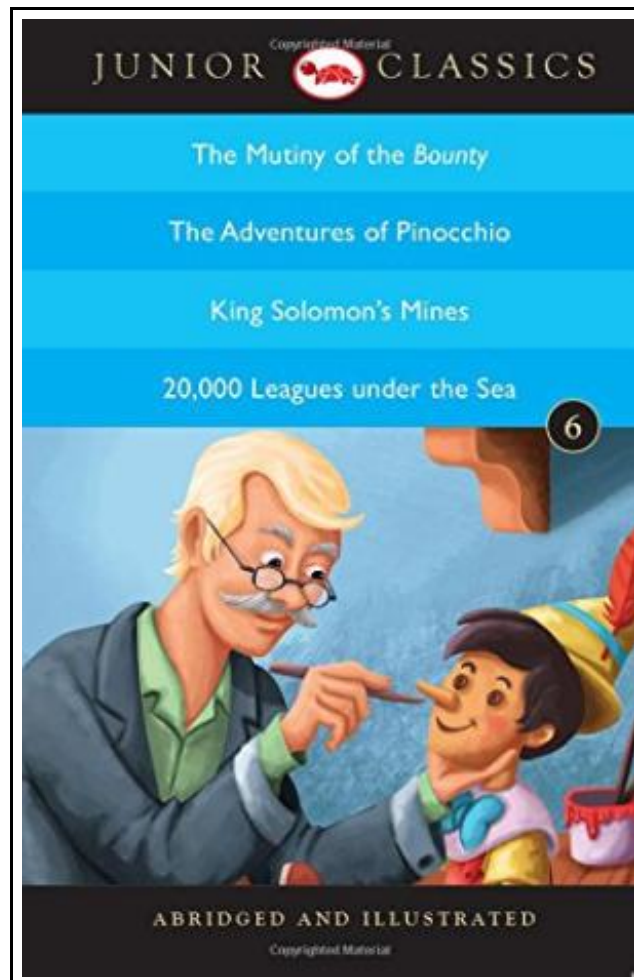 Copyrighted Material
JUNIOR CLASSICS
The Mutiny of the Bounty
The Adventures of Pinocchio
King Solomon's Mines
20,000 Leagues under the Sea
6
ABRIDGED AND ILLUSTRATED
Copyrighted Material